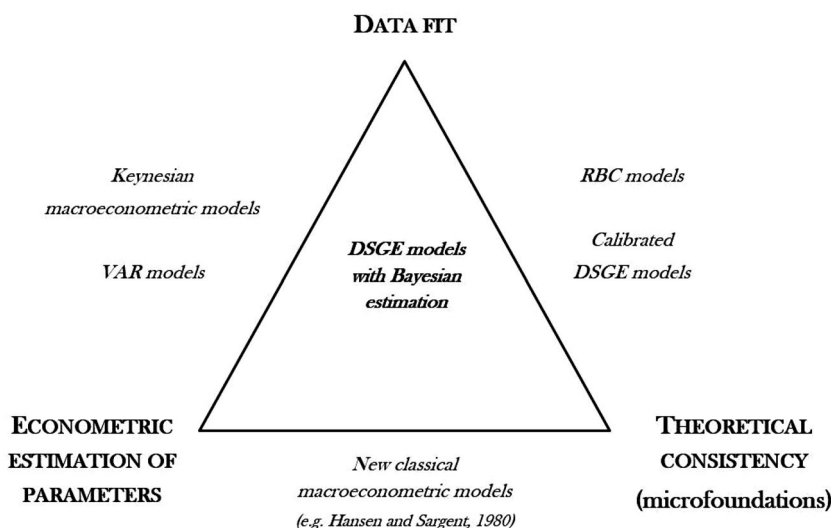 DATA FIT
Keynesian
macroeconometric models
VAR models
RBC models
Calibrated
DSGE models
DSGE models
with Bayesian
estimation
ECONOMETRIC
ESTIMATION OF
PARAMETERS
THEORETICAL
CONSISTENCY
(microfoundations)
New classical
macroeconometric models
(e.g. Hansen and Sargent, 1980)